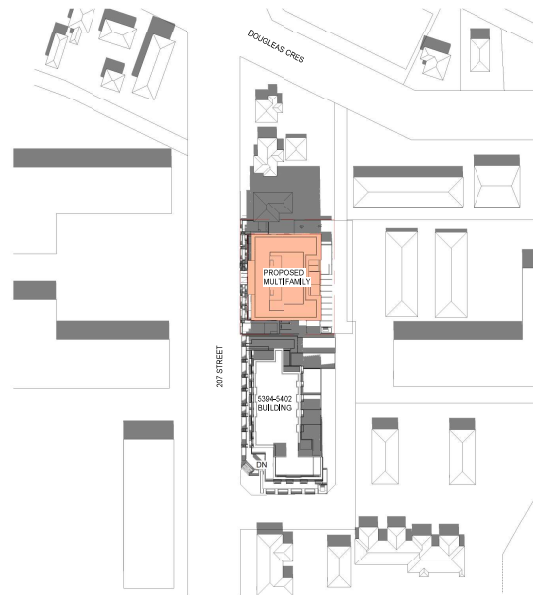 DOUGLEAS CRES
PROPOSED
MULTIFAMILY
207 STREET
5394-5402
BUILDING
DN